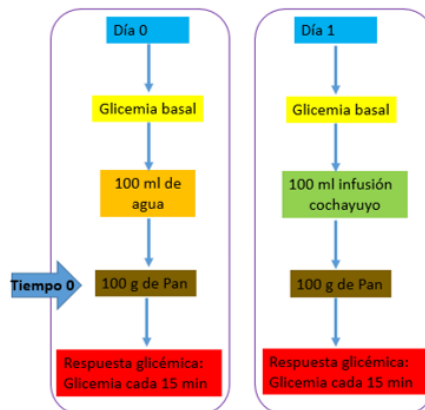 Día 0
Glicemia basal
100 ml de
agua
Tiempo 0
100 g de Pan
Respuesta glicémica:
Glicemia cada 15 min
Día 1
Glicemia basal
100 ml infusión
cochayuyo
100 g de Pan
Respuesta glicémica:
Glicemia cada 15 min